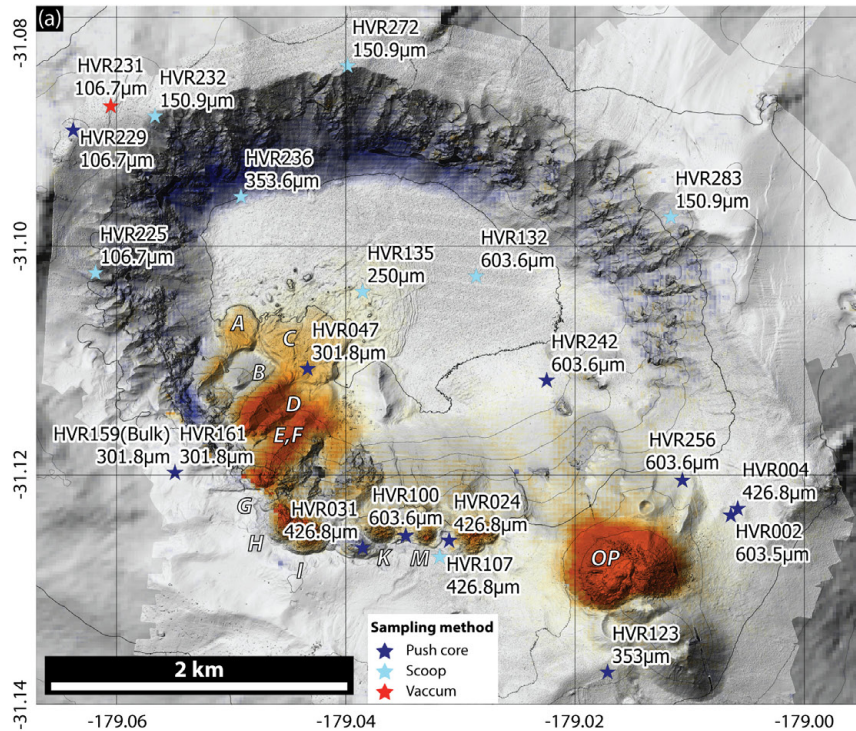 (a)
-31.08
HVR272
150.9µm
HVR231
106.7µm
HVR232
150.9µm
HVR229
106.7µm
HVR236
353.6µm
HVR283
150.9µm
-31.10
HVR225
106.7µm
HVR135
250µm
HVR132
603.6µm
A
C
HVR047
301.8µm
B
HVR242
603.6µm
D
E,F
HVR159(Bulk) HVR161
301.8µm 301.8µm
-31.12
HVR256
603.6µm
HVR004
426.8µm
G
HVR031
426.8µm
HVR100
603.6µm
HVR024
426.8µm
HVR002
603.5µm
H
I
K
M
HVR107
426.8µm
OP
Sampling method
Push core
Scoop
Vaccum
HVR123
353µm
2 km
-31.14
-179.06
-179.04
-179.02
-179.00